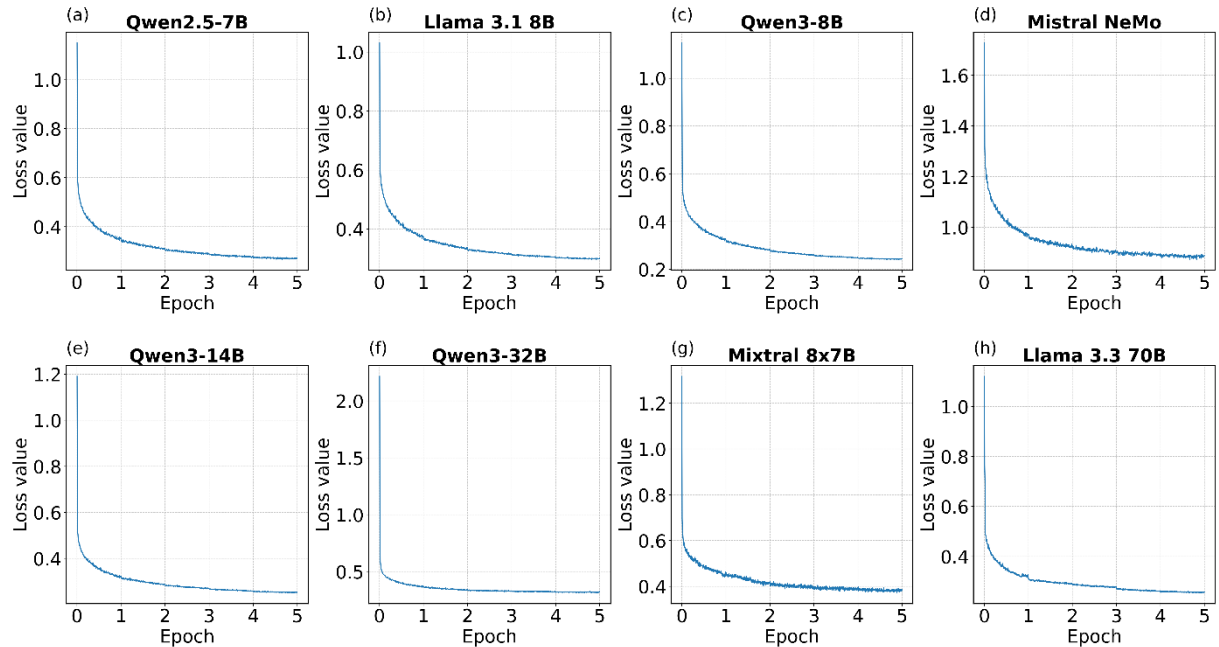 (a) Qwen2.5-7B
1.0
0.8
0.6
0.4
Loss value
0 1 2 3 4 5
Epoch
(b) Llama 3.1 8B
1.0
0.8
0.6
0.4
Loss value
0 1 2 3 4 5
Epoch
(c) Qwen3-8B
1.0
0.8
0.6
0.4
0.2
Loss value
0 1 2 3 4 5
Epoch
(d) Mistral NeMo
1.6
1.4
1.2
1.0
Loss value
0 1 2 3 4 5
Epoch
(e) Qwen3-14B
1.2
1.0
0.8
0.6
0.4
Loss value
0 1 2 3 4 5
Epoch
(f) Qwen3-32B
2.0
1.5
1.0
0.5
Loss value
0 1 2 3 4 5
Epoch
(g) Mixtral 8x7B
1.2
1.0
0.8
0.6
0.4
Loss value
0 1 2 3 4 5
Epoch
(h) Llama 3.3 70B
1.0
0.8
0.6
0.4
Loss value
0 1 2 3 4 5
Epoch